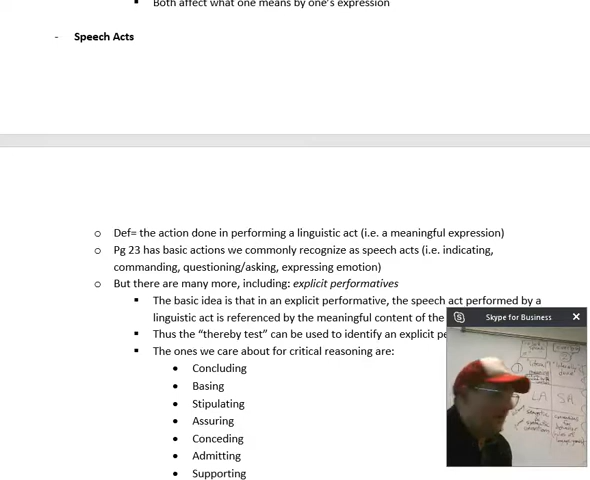 Both affect what one means by one's expression
- Speech Acts
o Def= the action done in performing a linguistic act (i.e. a meaningful expression)
o Pg 23 has basic actions we commonly recognize as speech acts (i.e. indicating,
commanding, questioning/asking, expressing emotion)
o But there are many more, including: explicit performatives
▪ The basic idea is that in an explicit performative, the speech act performed by a
linguistic act is referenced by the meaningful content of the
▪ Thus the “thereby test” can be used to identify an explicit pe
▪ The ones we care about for critical reasoning are:
• Concluding
• Basing
• Stipulating
• Assuring
• Conceding
• Admitting
• Supporting
Skype for Business
LA
SA